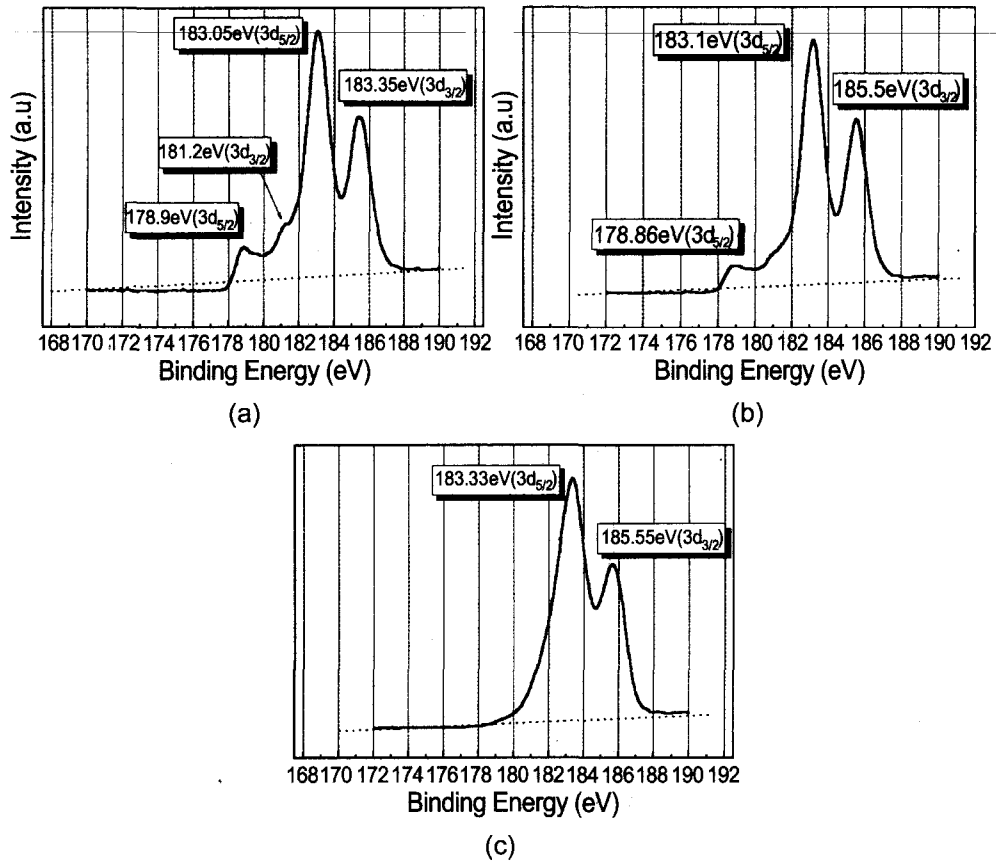 183.05eV(3d5/2)
183.35eV(3d3/2)
181.2eV(3d3/2)
178.9eV(3d5/2)
Intensity (a.u)
168 170 172 174 176 178 180 182 183 184 186 188 190 192
Binding Energy (eV)
(a)
183.1eV(3d5/2)
185.5eV(3d3/2)
178.86eV(3d5/2)
Intensity (a.u)
168 170 172 174 176 178 180 182 184 186 188 190 192
Binding Energy (eV)
(b)
183.33eV(3d5/2)
185.55eV(3d3/2)
168 170 172 174 176 178 180 182 184 186 188 190 192
Binding Energy (eV)
(c)